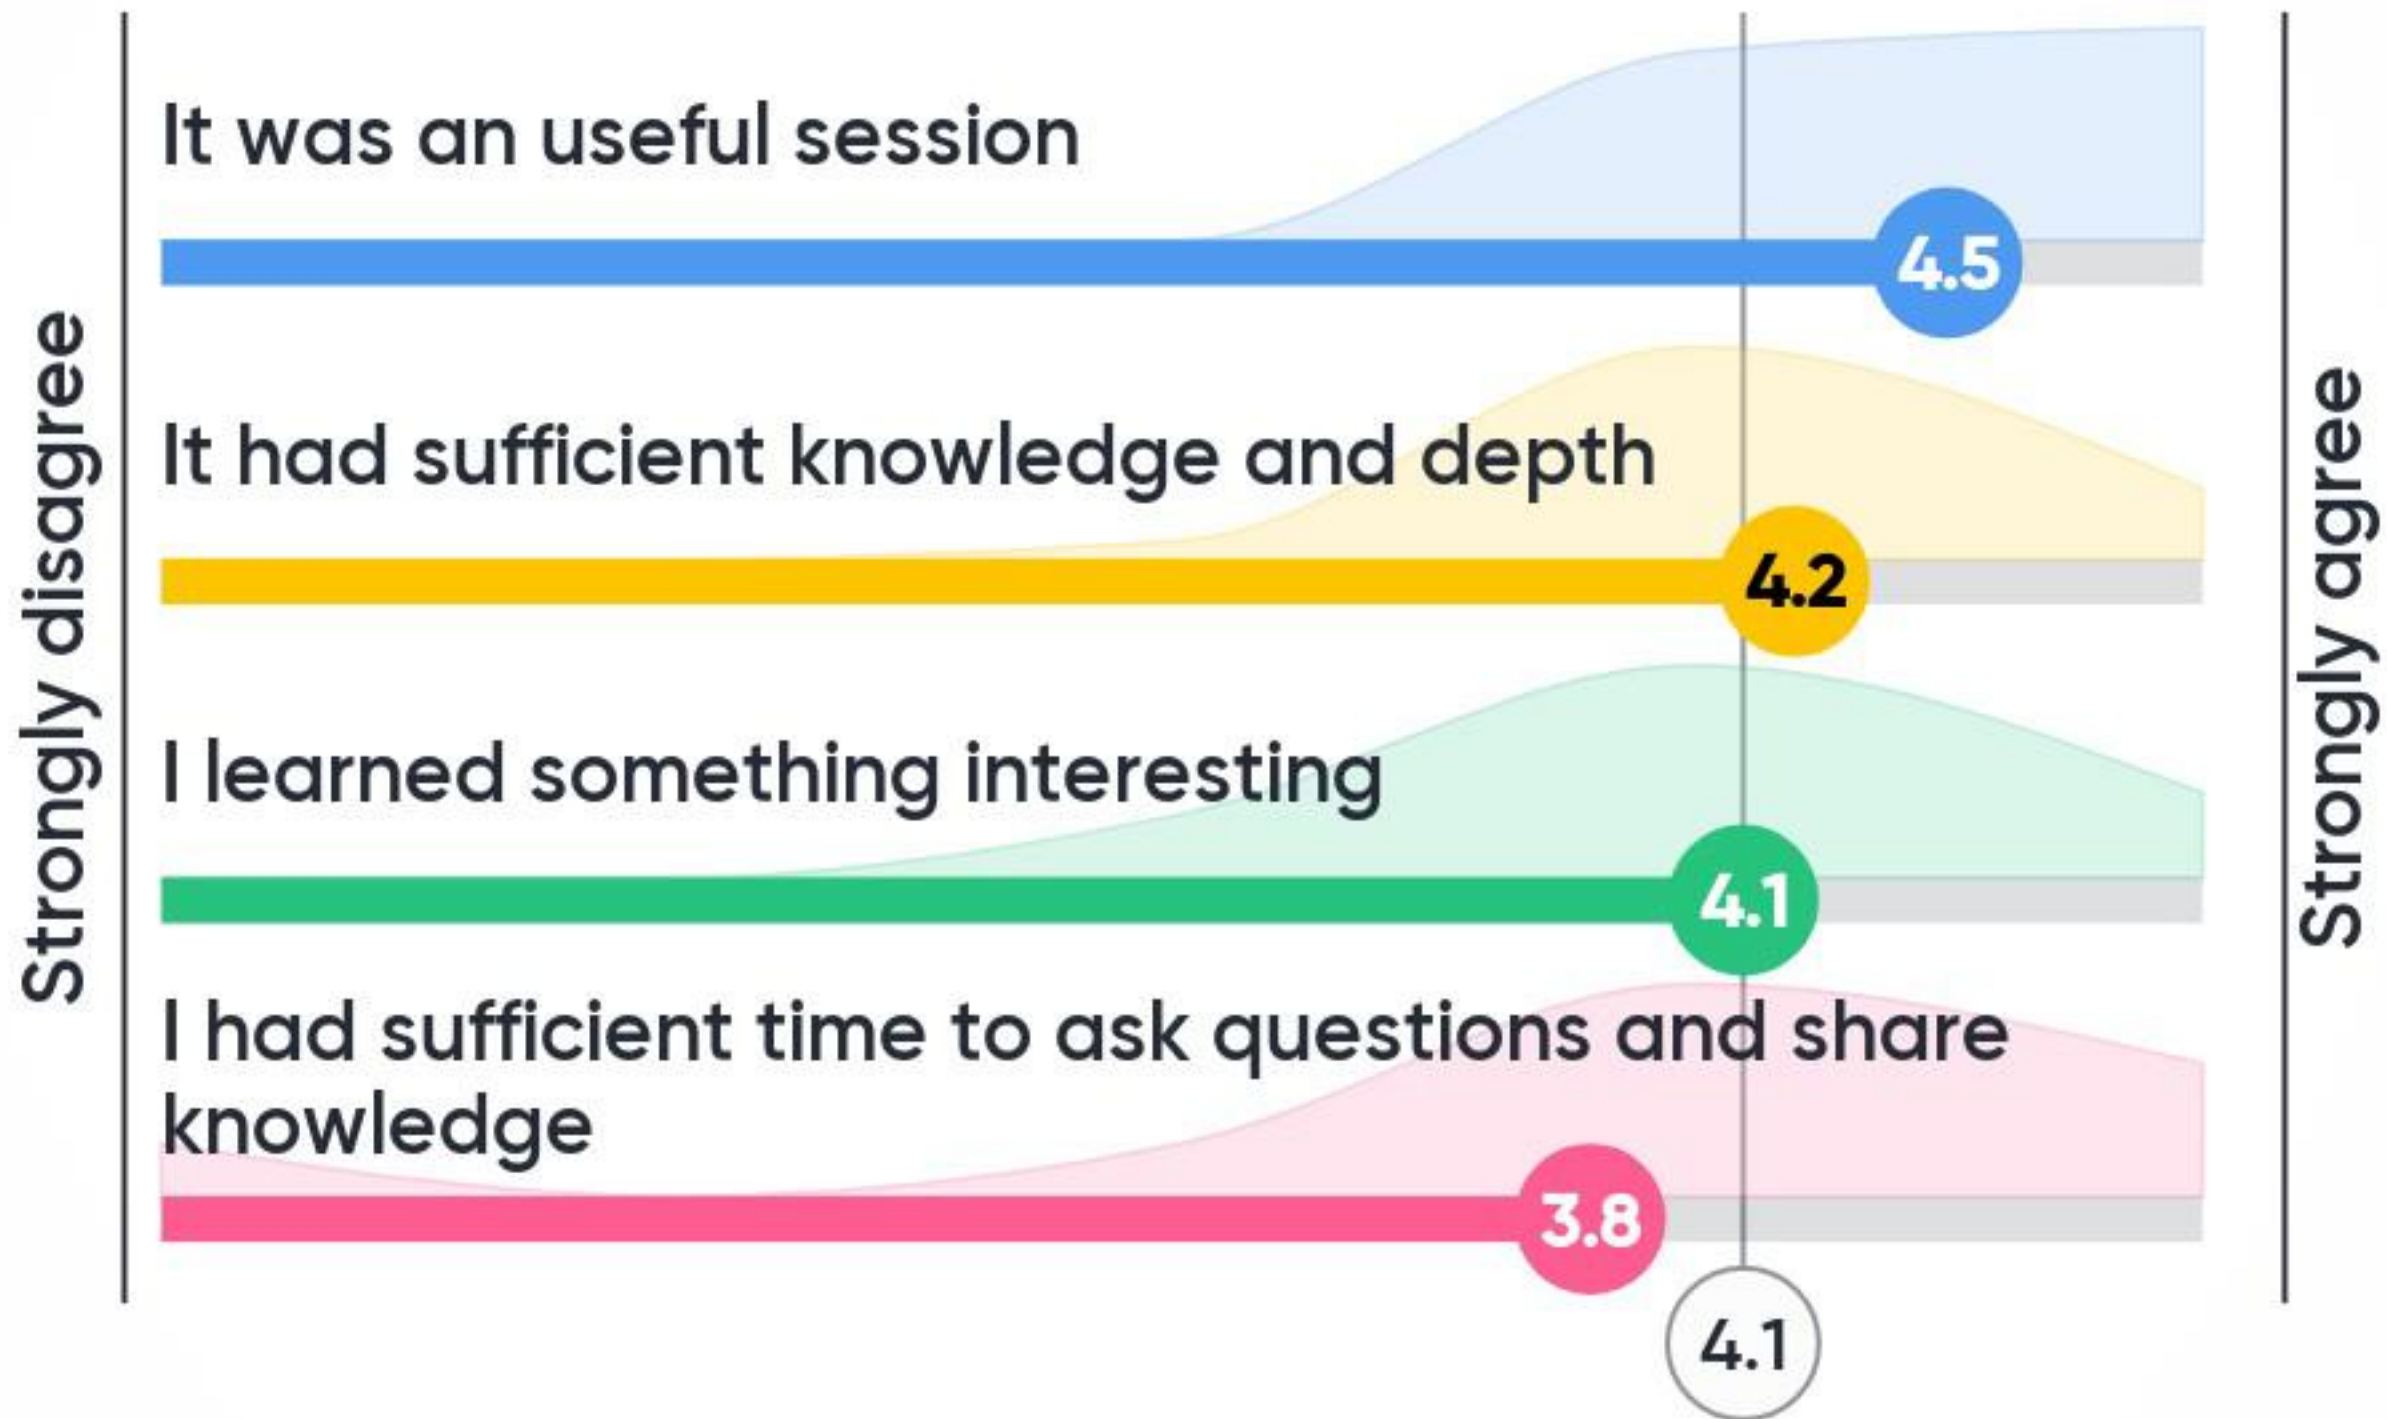 Strongly disagree
It was an useful session
4.5
It had sufficient knowledge and depth
4.2
I learned something interesting
4.1
I had sufficient time to ask questions and share
knowledge
3.8
4.1
Strongly agree